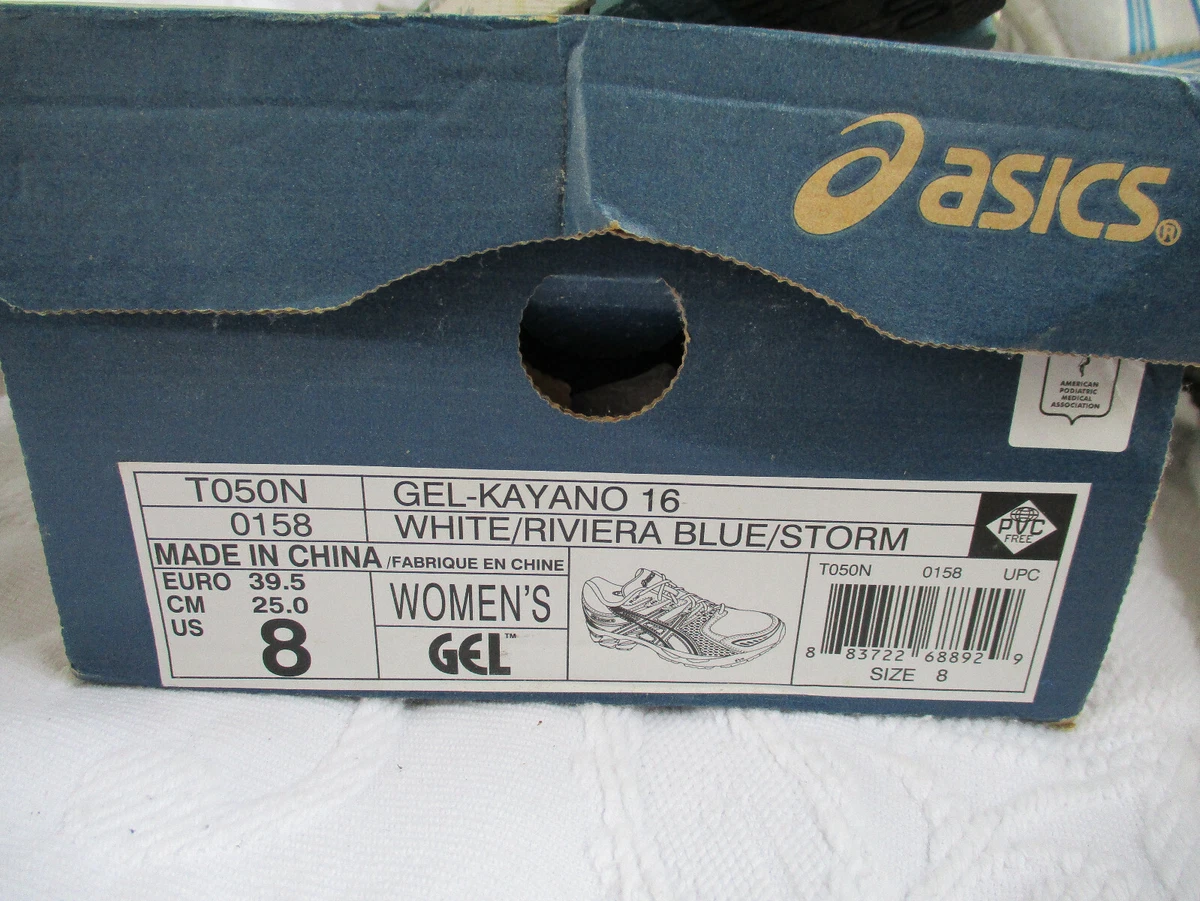 asics®
AMERICAN
PODIATRIC
MEDICAL
ASSOCIATION
T050N GEL-KAYANO 16
0158 WHITE/RIVIERA BLUE/STORM
PVC
FREE
MADE IN CHINA /FABRIQUE EN CHINE
EURO 39.5
CM 25.0
US 8
WOMEN'S
GEL™
T050N 0158 UPC
8 83722 68892 9
SIZE 8